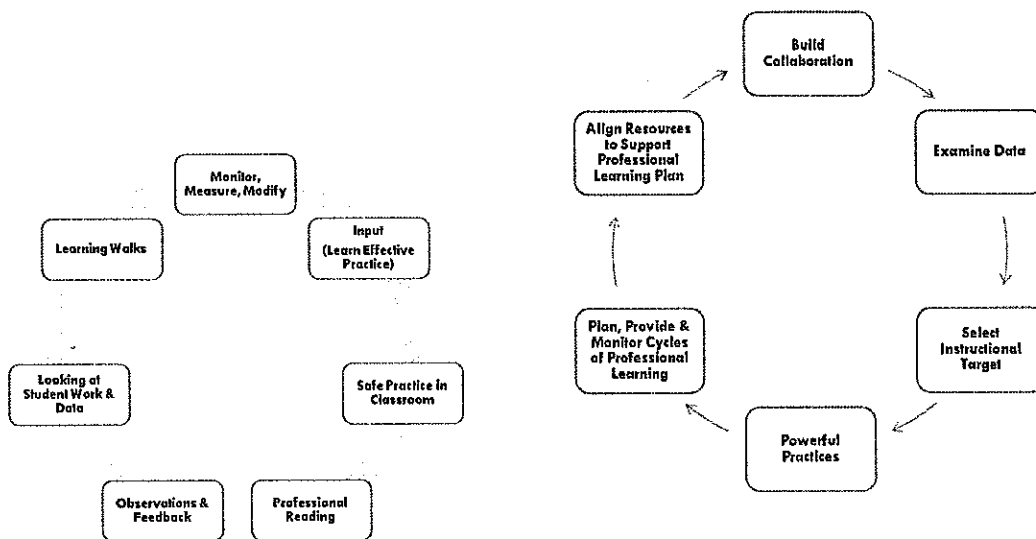 Monitor,
Measure, Modify
Input
(Learn Effective
Practice)
Safe Practice in
Classroom
Professional
Reading
Observations &
Feedback
Looking at
Student Work &
Data
Learning Walks
Build
Collaboration
Examine Data
Select
Instructional
Target
Powerful
Practices
Plan, Provide &
Monitor Cycles
of Professional
Learning
Align Resources
to Support
Professional
Learning Plan